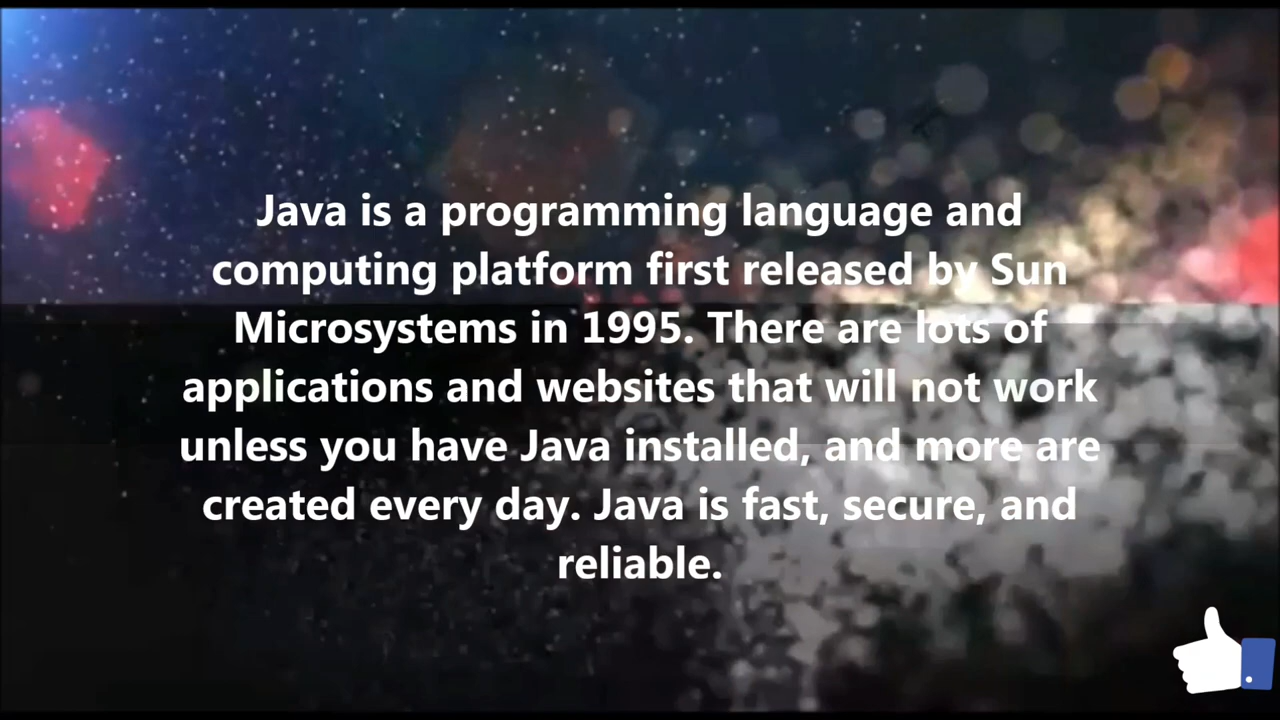 Java is a programming language and
computing platform first released by Sun
Microsystems in 1995. There are lots of
applications and websites that will not work
unless you have Java installed, and more are
created every day. Java is fast, secure, and
reliable.